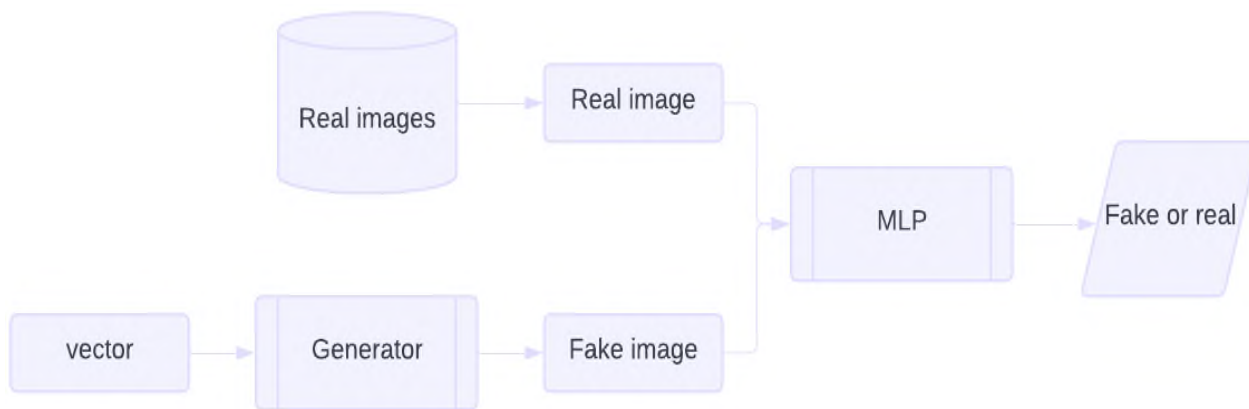 Real images
Real image
MLP
Fake or real
vector
Generator
Fake image